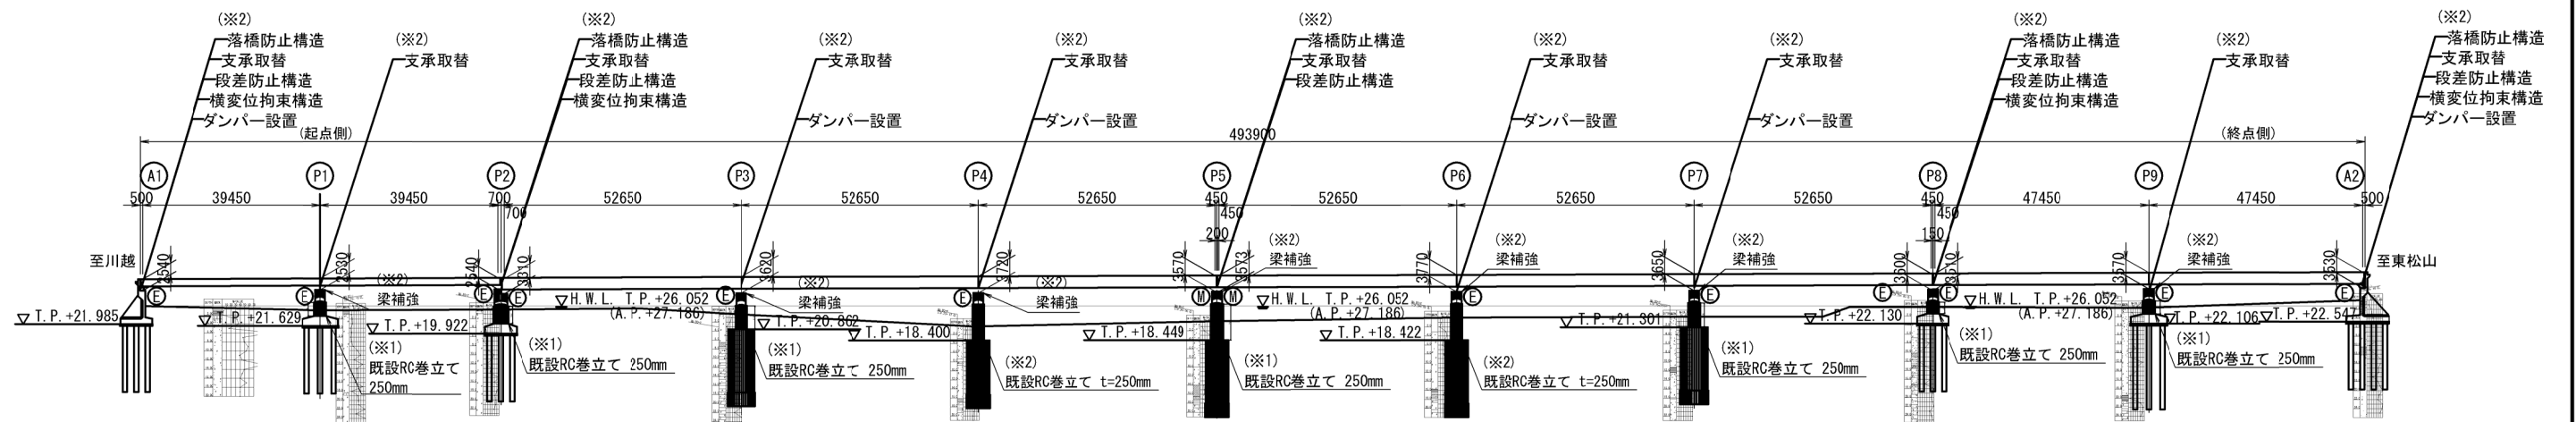 (※2)
落橋防止構造
支承取替
段差防止構造
横変位拘束構造
ダンパー設置
(※2)
支承取替
(※2)
落橋防止構造
支承取替
段差防止構造
横変位拘束構造
(※2)
支承取替
ダンパー設置
(※2)
支承取替
ダンパー設置
(※2)
落橋防止構造
支承取替
段差防止構造
(※2)
支承取替
ダンパー設置
(※2)
支承取替
ダンパー設置
(※2)
落橋防止構造
支承取替
段差防止構造
横変位拘束構造
(※2)
支承取替
(※2)
落橋防止構造
支承取替
段差防止構造
横変位拘束構造
ダンパー設置
(起点側)
493900
(終点側)
A1
P1
P2
P3
P4
P5
P6
P7
P8
P9
A2
500
39450
39450
700
700
52650
52650
52650
450
450
200
52650
52650
52650
450
450
150
47450
47450
500
至川越
2540
2530
2540
3310
3620
3720
3570
3573
3770
3650
3600
3510
3570
3530
至東松山
(※2)
梁補強
(※2)
梁補強
(※2)
梁補強
(※2)
梁補強
(※2)
梁補強
(※2)
梁補強
(※2)
梁補強
E
E
E
E
E
E
M
M
E
E
E
E
E
E
H.W.L. T.P.+26.052
(A.P.+27.186)
H.W.L. T.P.+26.052
(A.P.+27.186)
H.W.L. T.P.+26.052
(A.P.+27.186)
T.P.+21.985
T.P.+21.629
T.P.+19.922
T.P.+20.862
T.P.+18.400
T.P.+18.449
T.P.+18.422
T.P.+21.301
T.P.+22.130
T.P.+22.106
T.P.+22.547
(※1)
既設RC巻立て
250mm
(※1)
既設RC巻立て 250mm
(※1)
既設RC巻立て 250mm
(※2)
既設RC巻立て t=250mm
(※1)
既設RC巻立て 250mm
(※2)
既設RC巻立て t=250mm
(※1)
既設RC巻立て 250mm
(※1)
既設RC巻立て 250mm
(※1)
既設RC巻立て 250mm